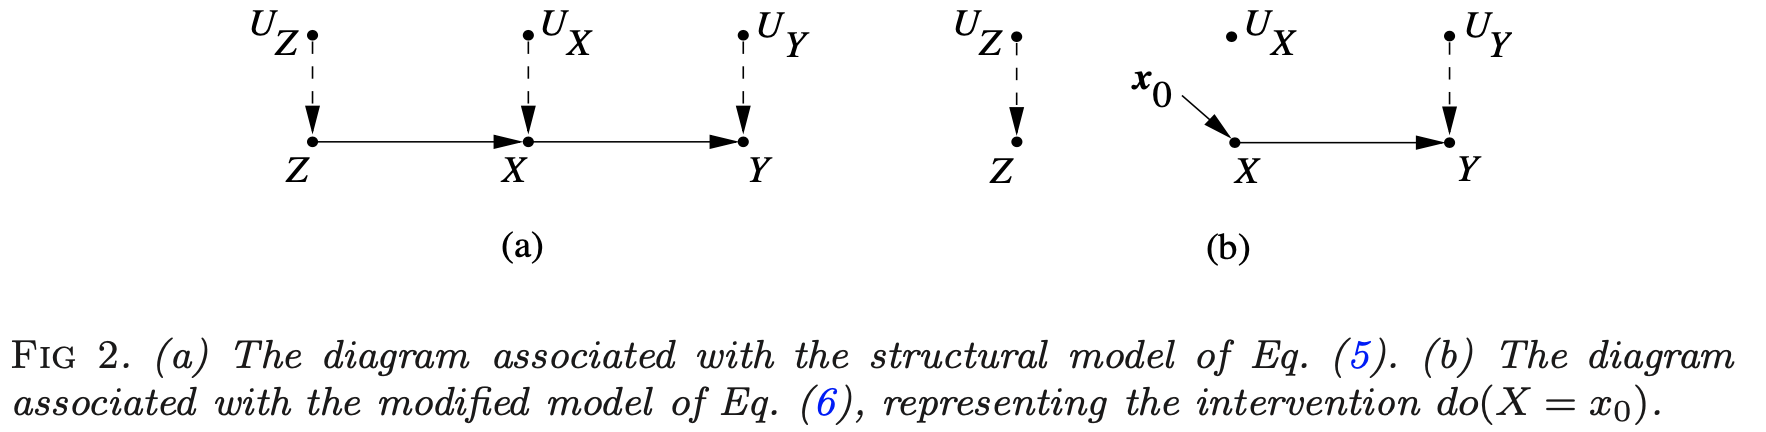 U_Z U_X U_Y U_Z U_X U_Y
x_0
Z X Y Z X Y
(a) (b)
FIG 2. (a) The diagram associated with the structural model of Eq. (5). (b) The diagram
associated with the modified model of Eq. (6), representing the intervention do(X = x_0).